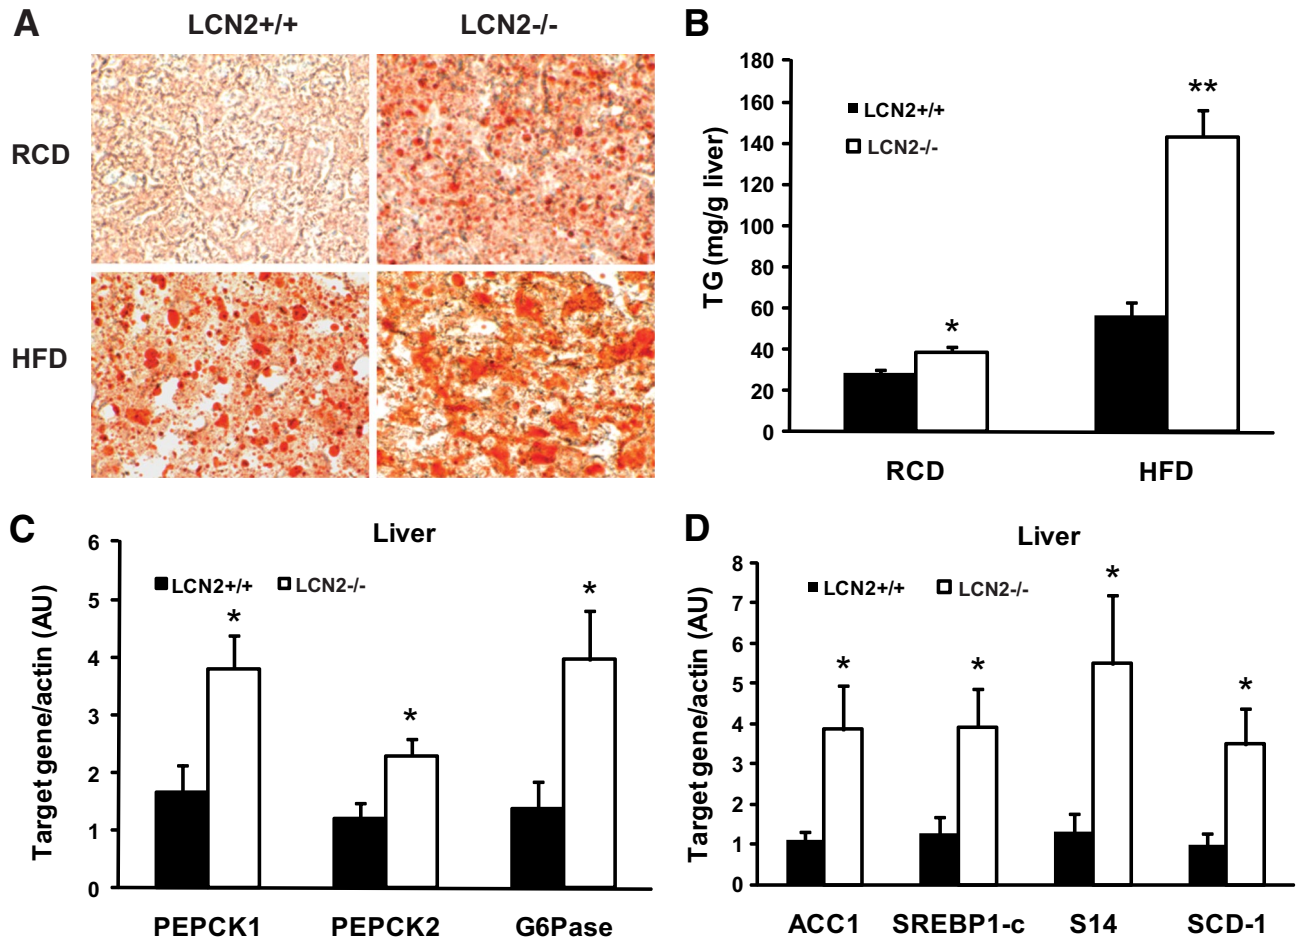 A
LCN2+/+
LCN2-/-
RCD
HFD
B
TG (mg/g liver)
180
160
140
120
100
80
60
40
20
0
LCN2+/+
LCN2-/-
*
**
RCD
HFD
C
Liver
Target gene/actin (AU)
6
5
4
3
2
1
0
LCN2+/+
LCN2-/-
*
*
*
PEPCK1
PEPCK2
G6Pase
D
Liver
Target gene/actin (AU)
8
7
6
5
4
3
2
1
0
LCN2+/+
LCN2-/-
*
*
*
*
ACC1
SREBP1-c
S14
SCD-1